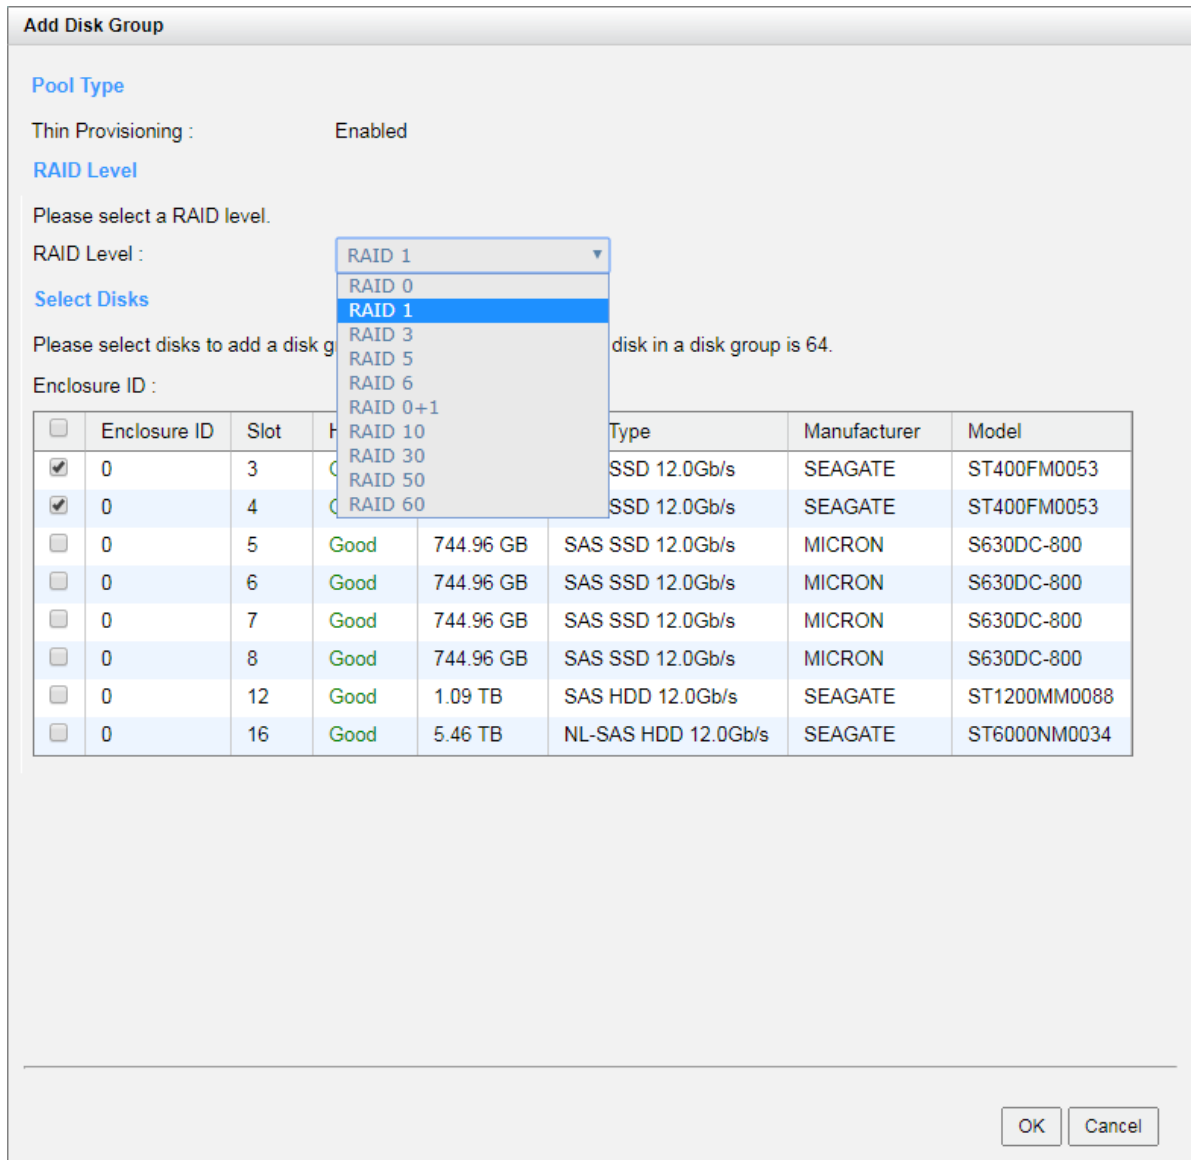 Add Disk Group
Pool Type
Thin Provisioning : Enabled
RAID Level
Please select a RAID level.
RAID Level : RAID 1
RAID 0
Select Disks
RAID 1
RAID 3
Please select disks to add a disk disk in a disk group is 64.
RAID 5
RAID 6
Enclosure ID :
RAID 0+1
RAID 10
RAID 30
RAID 50
RAID 60
Enclosure ID Slot Type Manufacturer Model
0 3 SSD 12.0Gb/s SEAGATE ST400FM0053
0 4 SSD 12.0Gb/s SEAGATE ST400FM0053
0 5 Good 744.96 GB SAS SSD 12.0Gb/s MICRON S630DC-800
0 6 Good 744.96 GB SAS SSD 12.0Gb/s MICRON S630DC-800
0 7 Good 744.96 GB SAS SSD 12.0Gb/s MICRON S630DC-800
0 8 Good 744.96 GB SAS SSD 12.0Gb/s MICRON S630DC-800
0 12 Good 1.09 TB SAS HDD 12.0Gb/s SEAGATE ST1200MM0088
0 16 Good 5.46 TB NL-SAS HDD 12.0Gb/s SEAGATE ST6000NM0034
OK Cancel